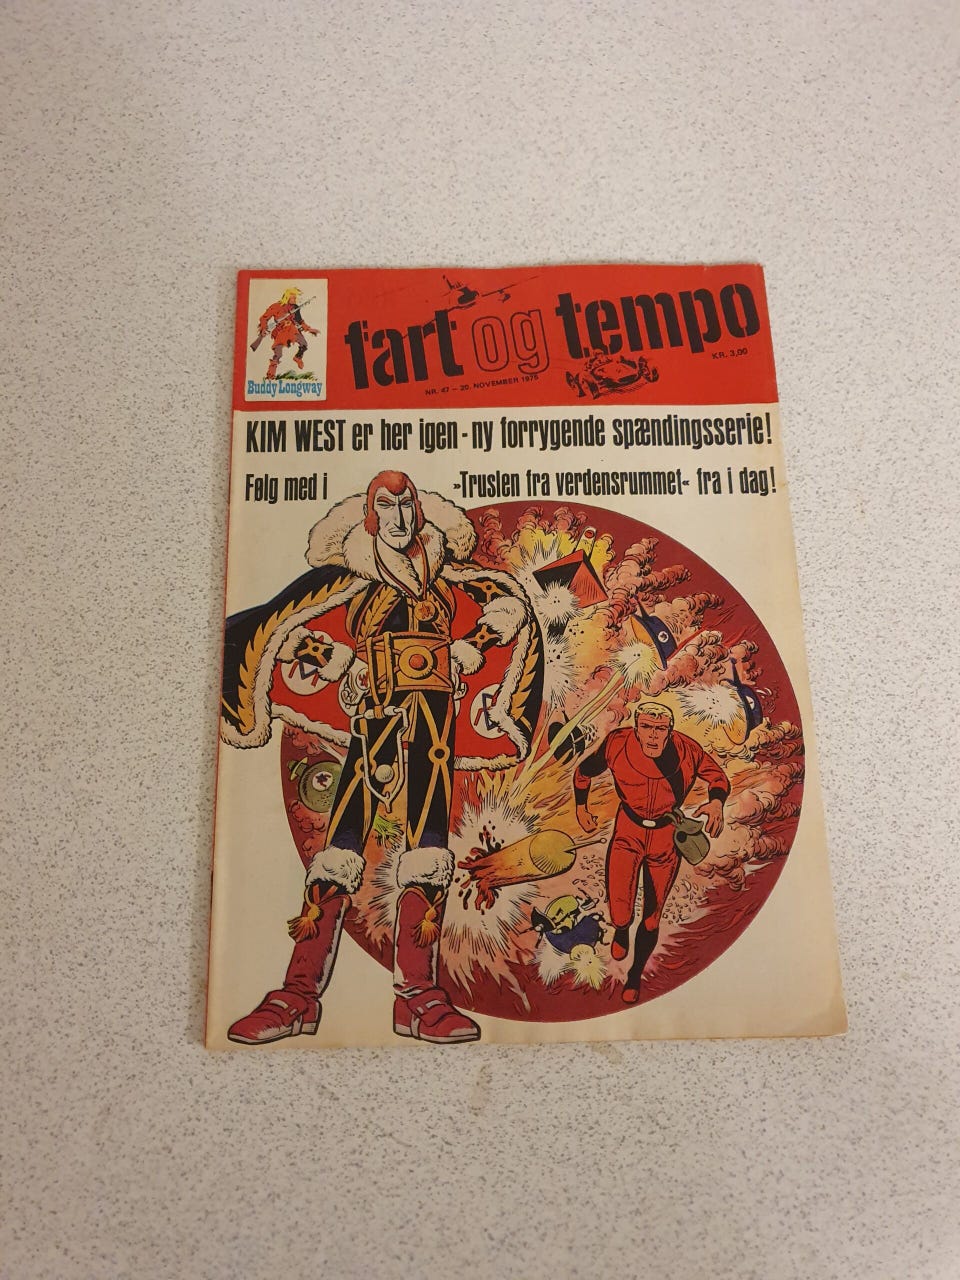 fart og tempo
KR. 3,00
NR. 47 – 20. NOVEMBER 1975
Buddy Longway
KIM WEST er her igen - ny forrygende spændingsserie!
Følg med i »Truslen fra verdensrummet« fra i dag!